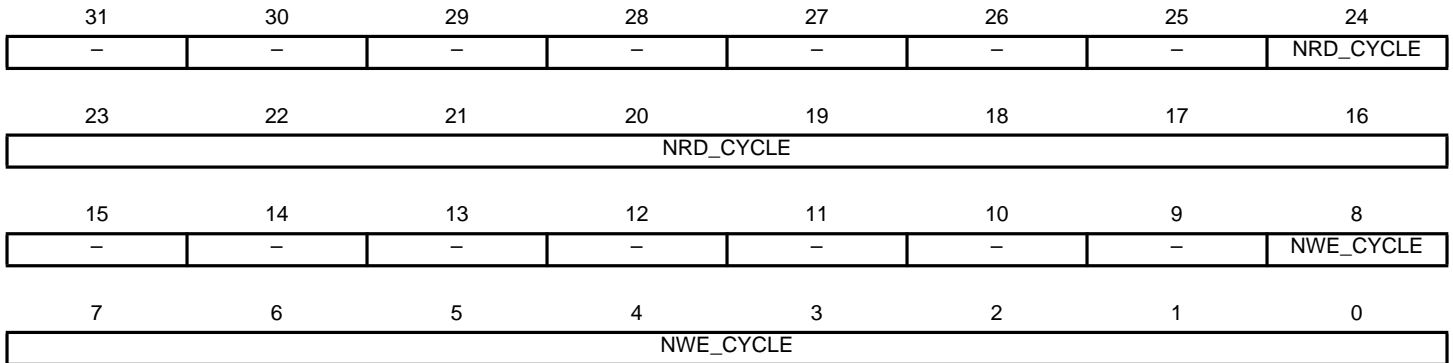 31 30 29 28 27 26 25 24
– – – – – – – NRD_CYCLE
23 22 21 20 19 18 17 16
NRD_CYCLE
15 14 13 12 11 10 9 8
– – – – – – – NWE_CYCLE
7 6 5 4 3 2 1 0
NWE_CYCLE